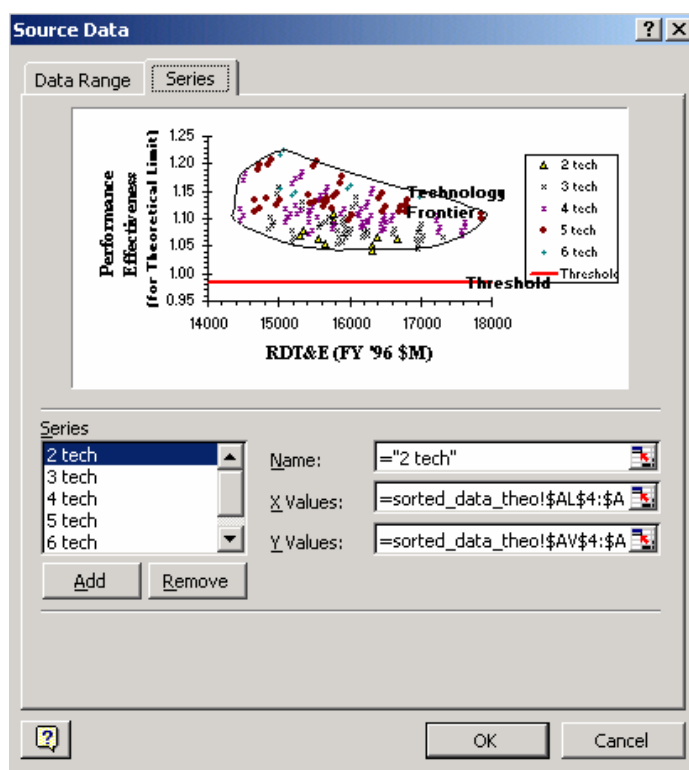 Source Data
Data Range
Series
Performance
Effectiveness
(for Theoretical Limit)
1.25
1.20
1.15
1.10
1.05
1.00
0.95
14000
15000
16000
17000
18000
RDT&E (FY '96 $M)
Technology
Frontier
Threshold
2 tech
3 tech
4 tech
5 tech
6 tech
Threshold
Series
2 tech
3 tech
4 tech
5 tech
6 tech
Add
Remove
Name:
="2 tech"
X Values:
=sorted_data_theo!$AL$4:$A
Y Values:
=sorted_data_theo!$AV$4:$A
OK
Cancel